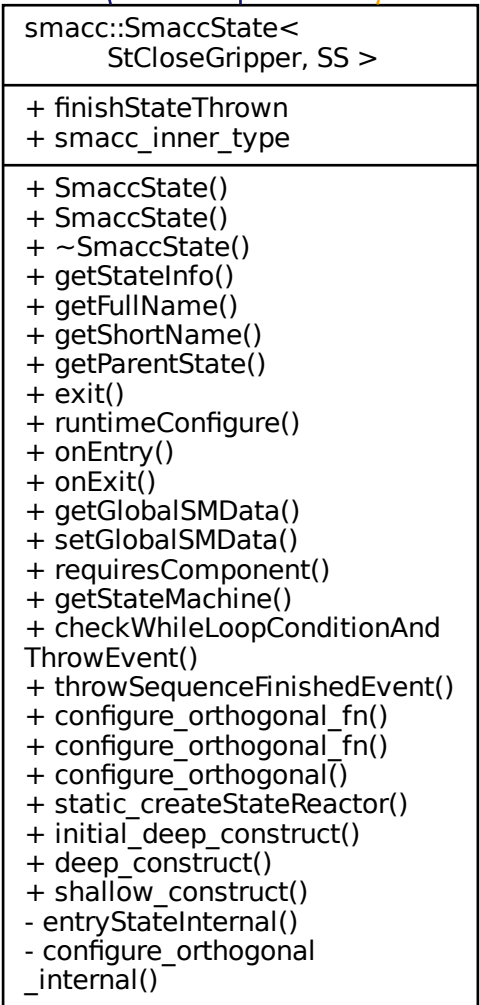 smacc::SmaccState<
StCloseGripper, SS >
+ finishStateThrown
+ smacc_inner_type
+ SmaccState()
+ SmaccState()
+ ~SmaccState()
+ getStateInfo()
+ getFullName()
+ getShortName()
+ getParentState()
+ exit()
+ runtimeConfigure()
+ onEntry()
+ onExit()
+ getGlobalSMData()
+ setGlobalSMData()
+ requiresComponent()
+ getStateMachine()
+ checkWhileLoopConditionAnd
ThrowEvent()
+ throwSequenceFinishedEvent()
+ configure_orthogonal_fn()
+ configure_orthogonal_fn()
+ configure_orthogonal()
+ static_createStateReactor()
+ initial_deep_construct()
+ deep_construct()
+ shallow_construct()
- entryStateInternal()
- configure_orthogonal
_internal()